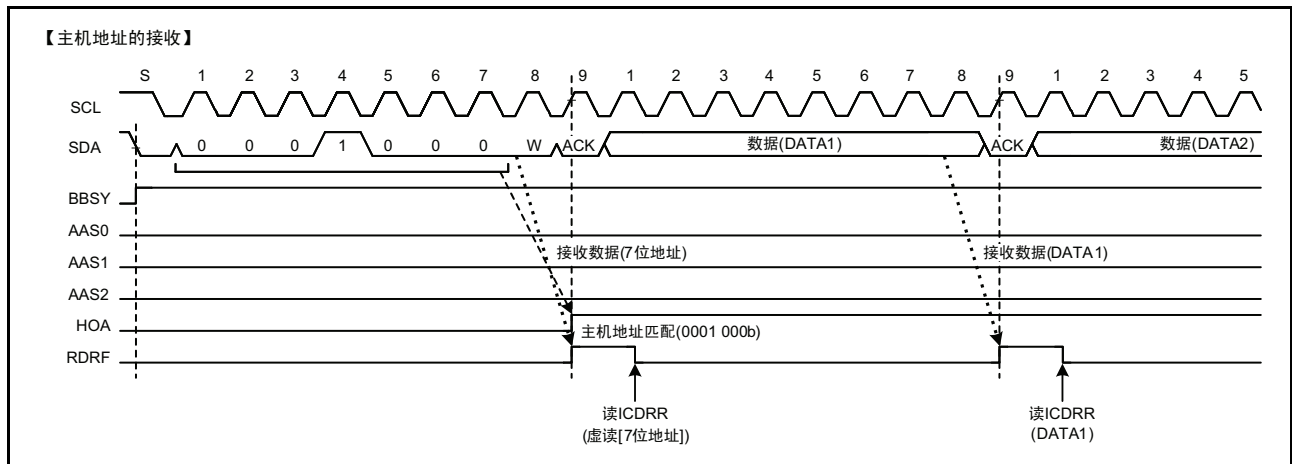 【主机地址的接收】
S 1 2 3 4 5 6 7 8 9 1 2 3 4 5 6 7 8 9 1 2 3 4 5
SCL
SDA 0 0 0 1 0 0 0 W ACK 数据(DATA1) ACK 数据(DATA2)
BBSY
AAS0
AAS1 接收数据(7位地址) 接收数据(DATA1)
AAS2
HOA 主机地址匹配(0001 000b)
RDRF
读ICDRR 读ICDRR
(虚读[7位地址]) (DATA1)